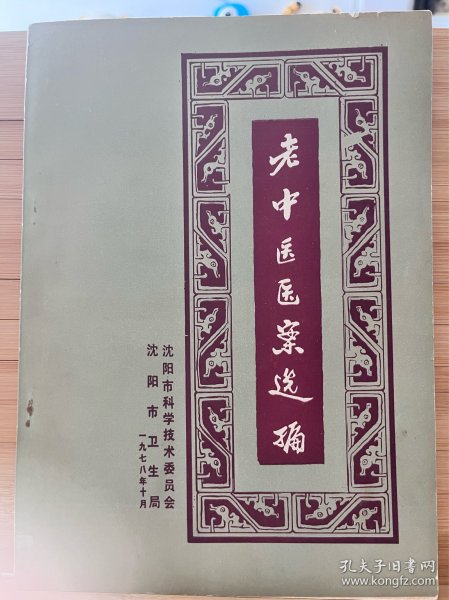 老中医医案选编
沈阳市科学技术委员会
沈阳市卫生局
一九七八年十月
孔夫子旧书网
www.kongfz.com